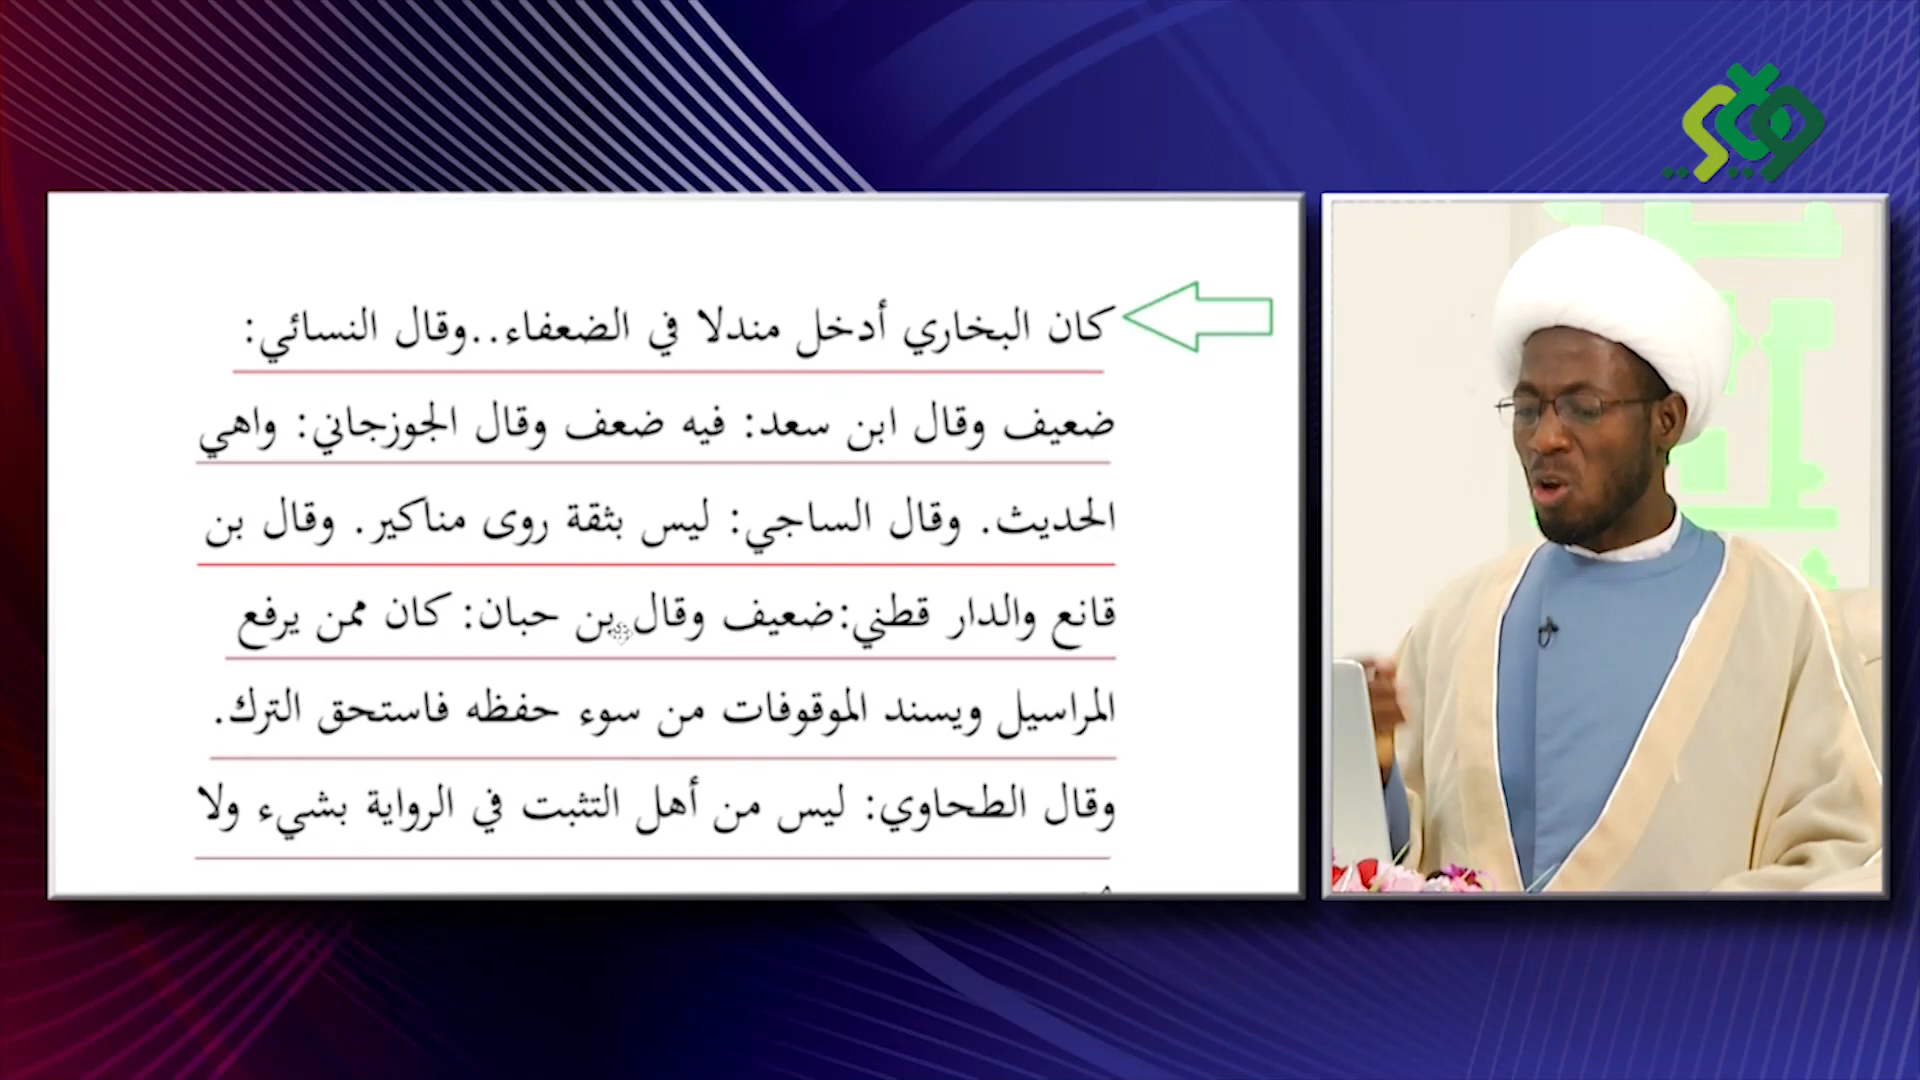 كان البخاري أدخل مندلا في الضعفاء..وقال النسائي:
ضعيف وقال ابن سعد: فيه ضعف وقال الجوزجاني: واهي
الحديث. وقال الساجي: ليس بثقة روى مناكير. وقال بن
قانع والدار قطني:ضعيف وقال بن حبان: كان ممن يرفع
المراسيل ويسند الموقوفات من سوء حفظه فاستحق الترك.
وقال الطحاوي: ليس من أهل التثبت في الرواية بشيء ولا